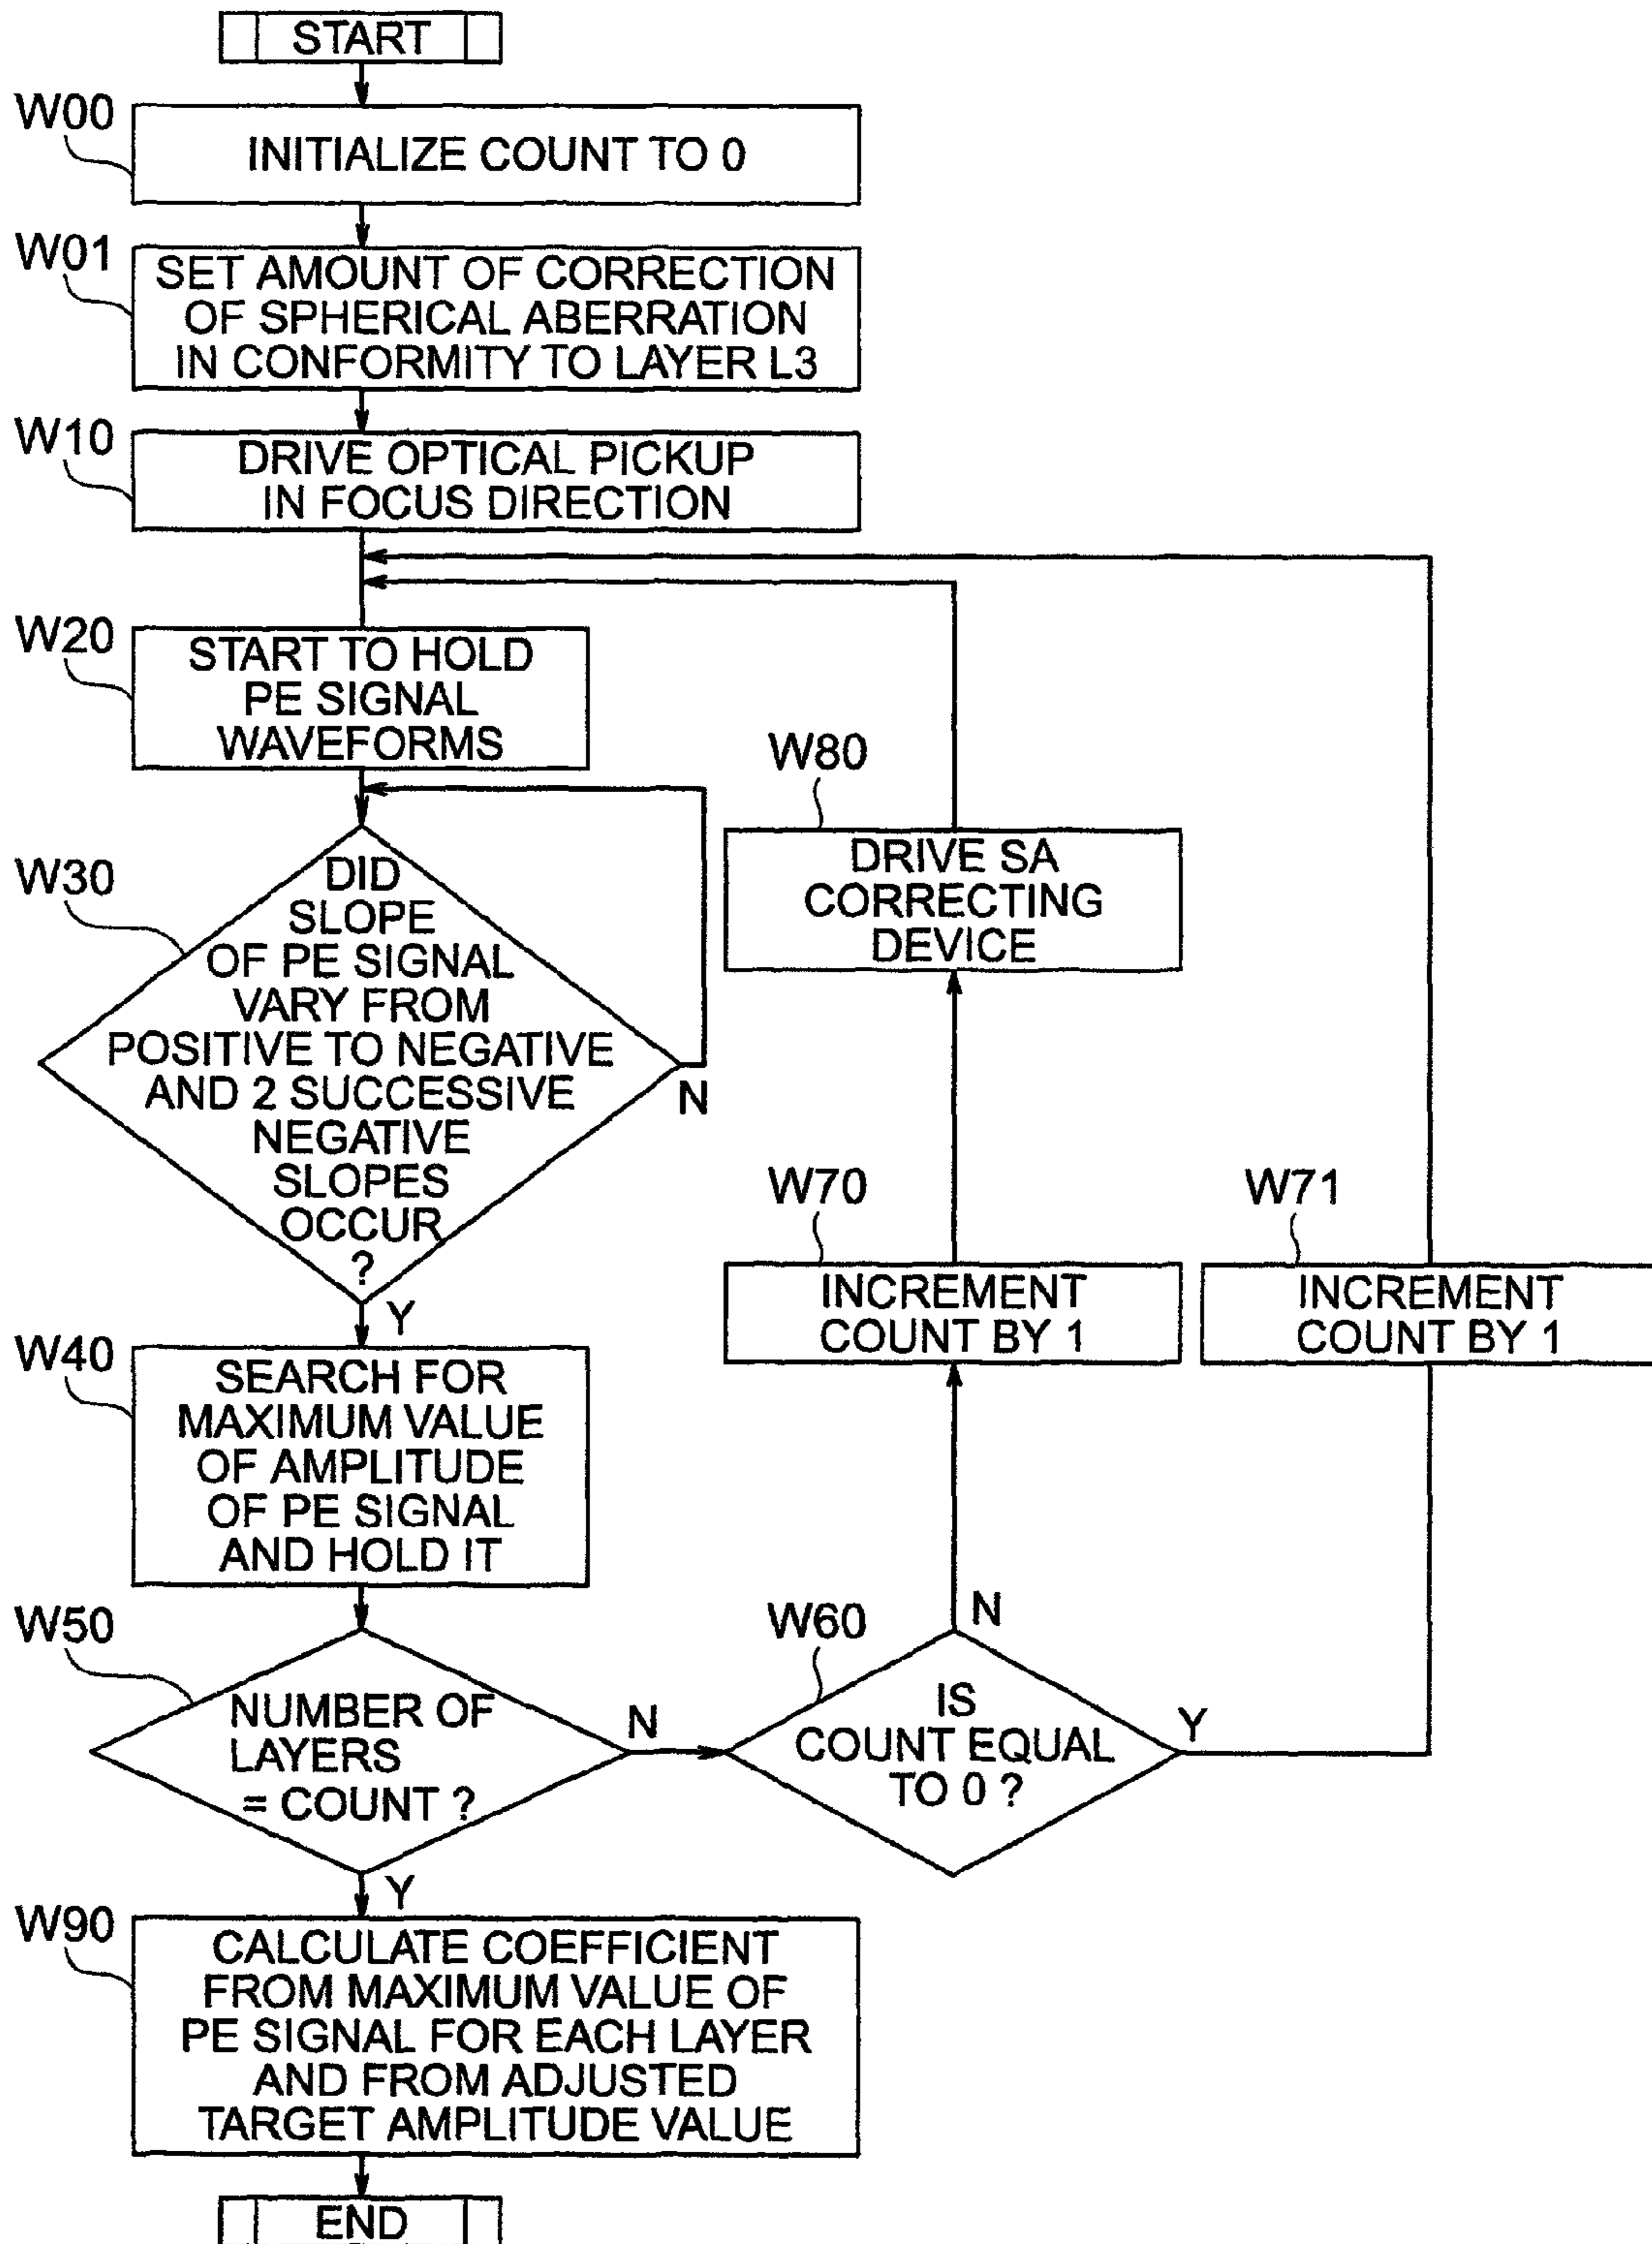 START
W00
INITIALIZE COUNT TO 0
W01
SET AMOUNT OF CORRECTION
OF SPHERICAL ABERRATION
IN CONFORMITY TO LAYER L3
W10
DRIVE OPTICAL PICKUP
IN FOCUS DIRECTION
W20
START TO HOLD
PE SIGNAL
WAVEFORMS
W30
DID
SLOPE
OF PE SIGNAL
VARY FROM
POSITIVE TO NEGATIVE
AND 2 SUCCESSIVE
NEGATIVE
SLOPES
OCCUR
?
N
Y
W40
SEARCH FOR
MAXIMUM VALUE
OF AMPLITUDE
OF PE SIGNAL
AND HOLD IT
W50
NUMBER OF
LAYERS
= COUNT ?
N
Y
W60
IS
COUNT EQUAL
TO 0 ?
N
Y
W70
INCREMENT
COUNT BY 1
W71
INCREMENT
COUNT BY 1
W80
DRIVE SA
CORRECTING
DEVICE
W90
CALCULATE COEFFICIENT
FROM MAXIMUM VALUE OF
PE SIGNAL FOR EACH LAYER
AND FROM ADJUSTED
TARGET AMPLITUDE VALUE
END